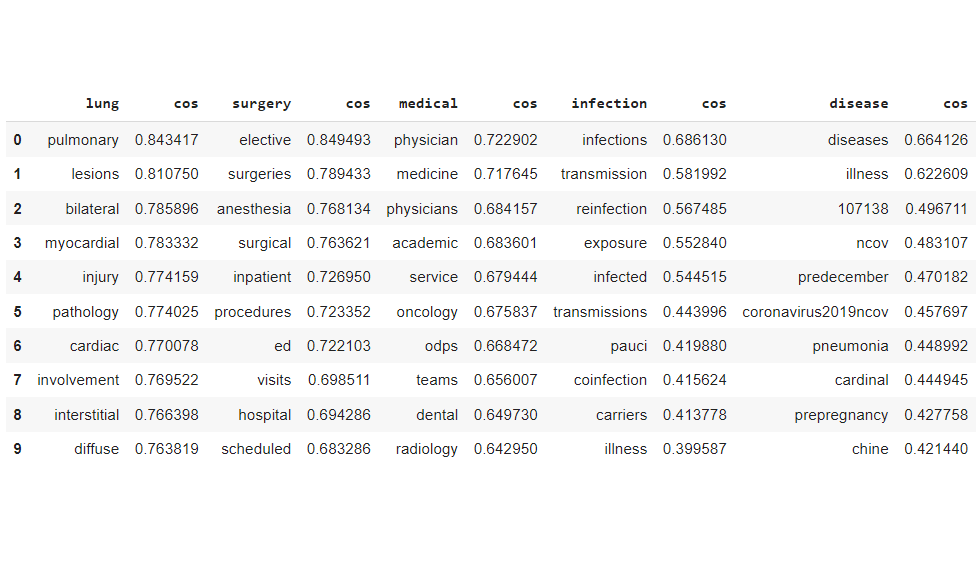 lung cos surgery cos medical cos infection cos disease cos
0 pulmonary 0.843417 elective 0.849493 physician 0.722902 infections 0.686130 diseases 0.664126
1 lesions 0.810750 surgeries 0.789433 medicine 0.717645 transmission 0.581992 illness 0.622609
2 bilateral 0.785896 anesthesia 0.768134 physicians 0.684157 reinfection 0.567485 107138 0.496711
3 myocardial 0.783332 surgical 0.763621 academic 0.683601 exposure 0.552840 ncov 0.483107
4 injury 0.774159 inpatient 0.726950 service 0.679444 infected 0.544515 predecember 0.470182
5 pathology 0.774025 procedures 0.723352 oncology 0.675837 transmissions 0.443996 coronavirus2019ncov 0.457697
6 cardiac 0.770078 ed 0.722103 odps 0.668472 pauci 0.419880 pneumonia 0.448992
7 involvement 0.769522 visits 0.698511 teams 0.656007 coinfection 0.415624 cardinal 0.444945
8 interstitial 0.766398 hospital 0.694286 dental 0.649730 carriers 0.413778 prepregnancy 0.427758
9 diffuse 0.763819 scheduled 0.683286 radiology 0.642950 illness 0.399587 chine 0.421440